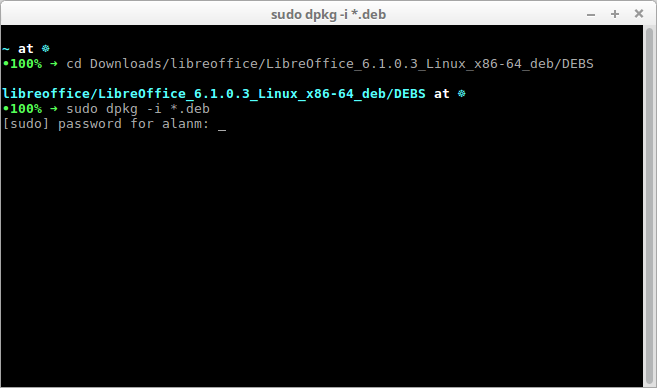 sudo dpkg -i *.deb
~ at ☸
•100% ➜ cd Downloads/libreoffice/LibreOffice_6.1.0.3_Linux_x86-64_deb/DEBS
libreoffice/LibreOffice_6.1.0.3_Linux_x86-64_deb/DEBS at ☸
•100% ➜ sudo dpkg -i *.deb
[sudo] password for alanm: _